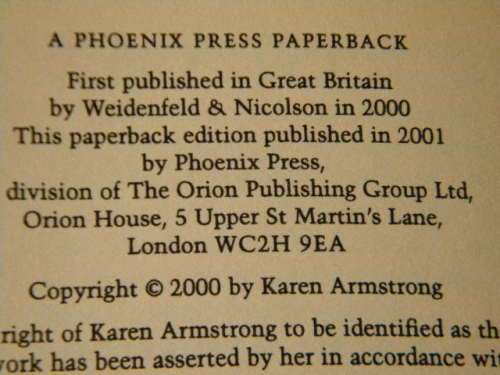 A PHOENIX PRESS PAPERBACK
First published in Great Britain
by Weidenfeld & Nicolson in 2000
This paperback edition published in 2001
by Phoenix Press,
division of The Orion Publishing Group Ltd,
Orion House, 5 Upper St Martin's Lane,
London WC2H 9EA
Copyright © 2000 by Karen Armstrong
right of Karen Armstrong to be identified as
has been asserted by her in accordance